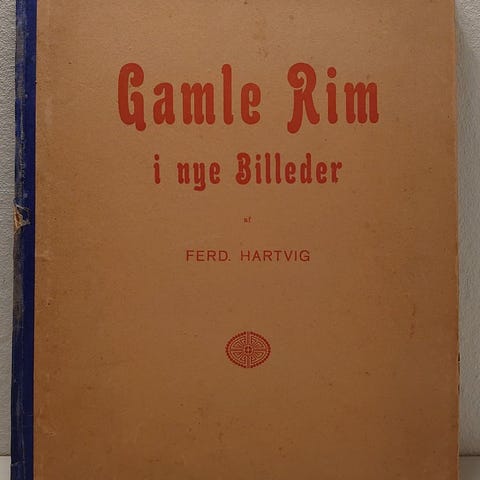 Gamle Rim
i nye Billeder
af
FERD. HARTVIG